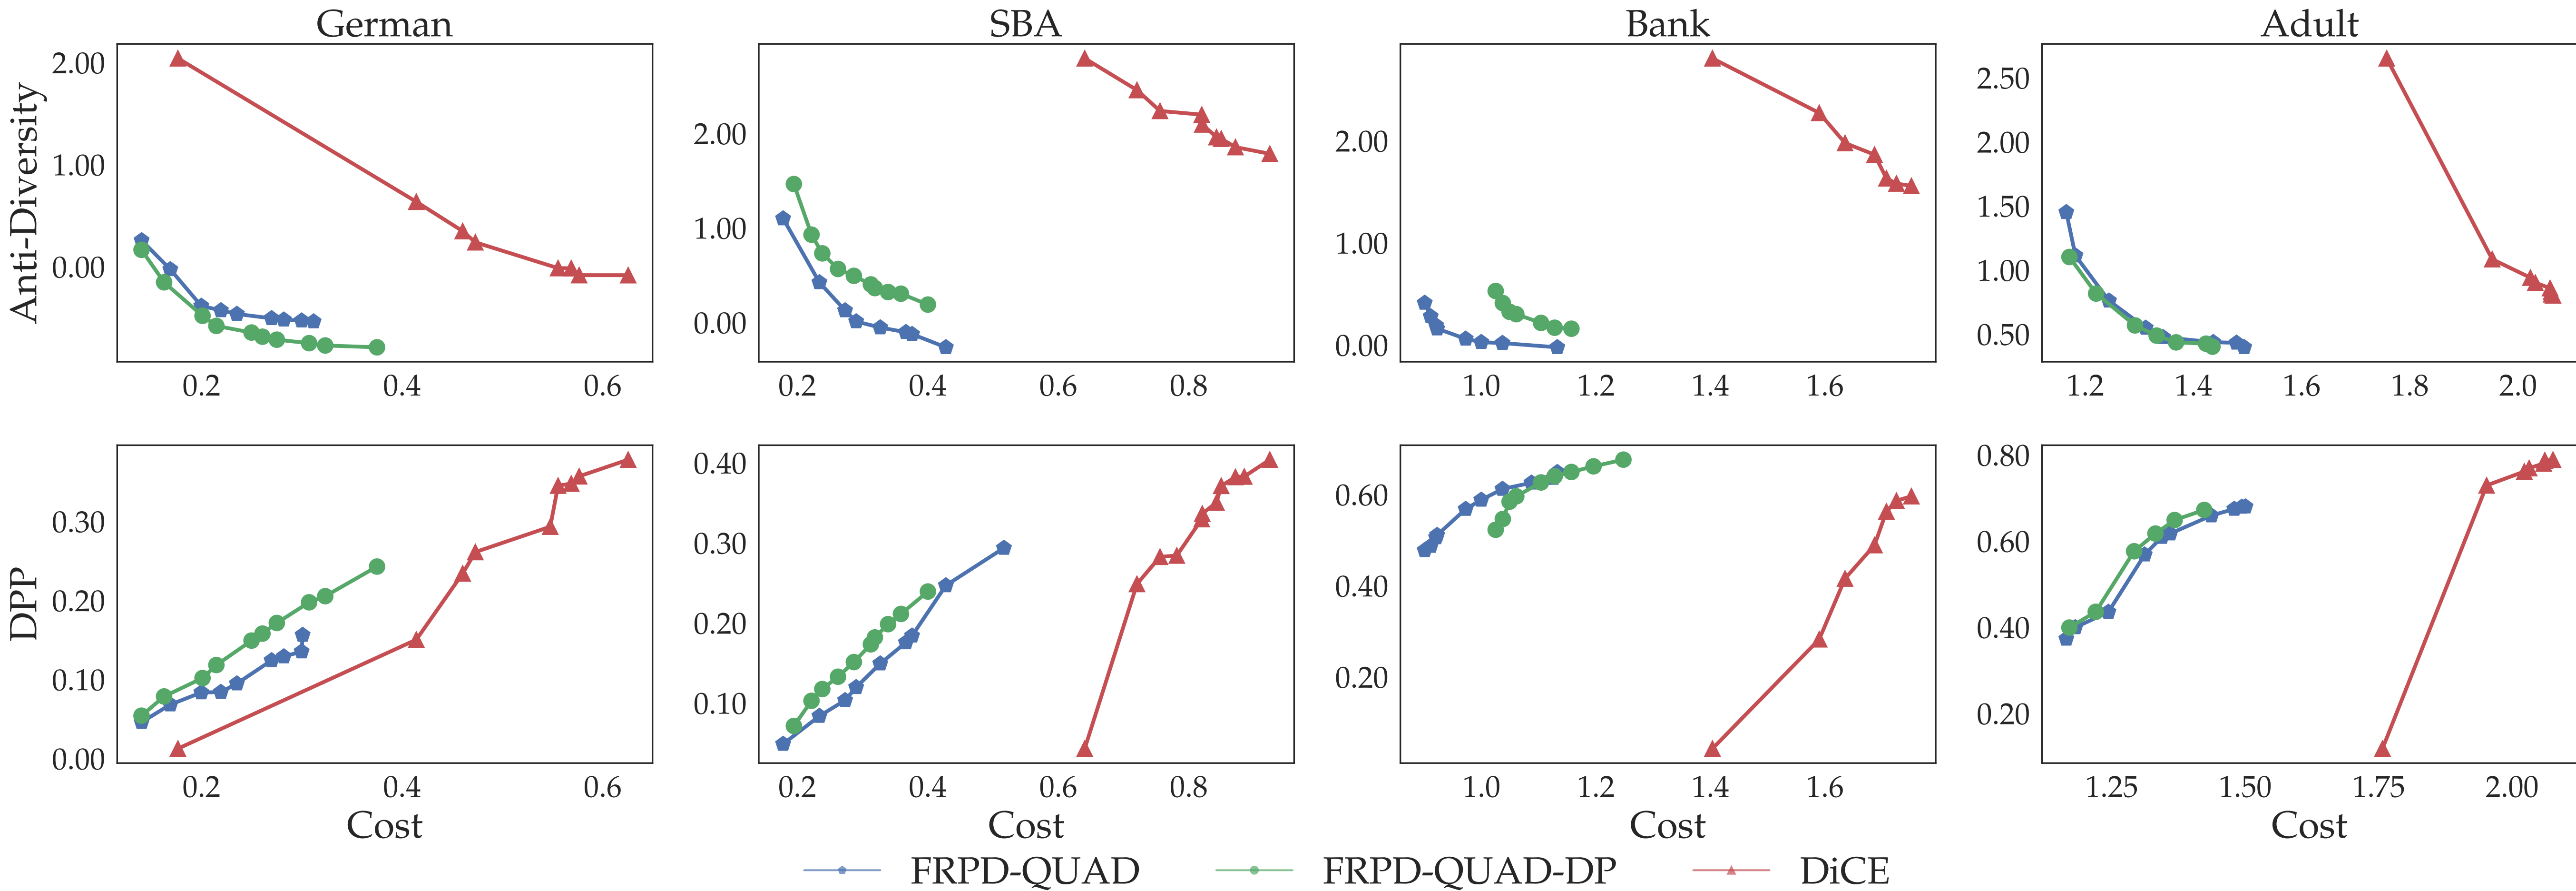 German SBA Bank Adult
Anti-Diversity
2.00 1.00 0.00
0.2 0.4 0.6
2.00 1.00 0.00
0.2 0.4 0.6 0.8
2.00 1.00 0.00
1.0 1.2 1.4 1.6
2.50 2.00 1.50 1.00 0.50
1.2 1.4 1.6 1.8 2.0
DPP
0.30 0.20 0.10 0.00
0.2 0.4 0.6
Cost
0.40 0.30 0.20 0.10
0.2 0.4 0.6 0.8
Cost
0.60 0.40 0.20
1.0 1.2 1.4 1.6
Cost
0.80 0.60 0.40 0.20
1.25 1.50 1.75 2.00
Cost
FRPD-QUAD FRPD-QUAD-DP DiCE